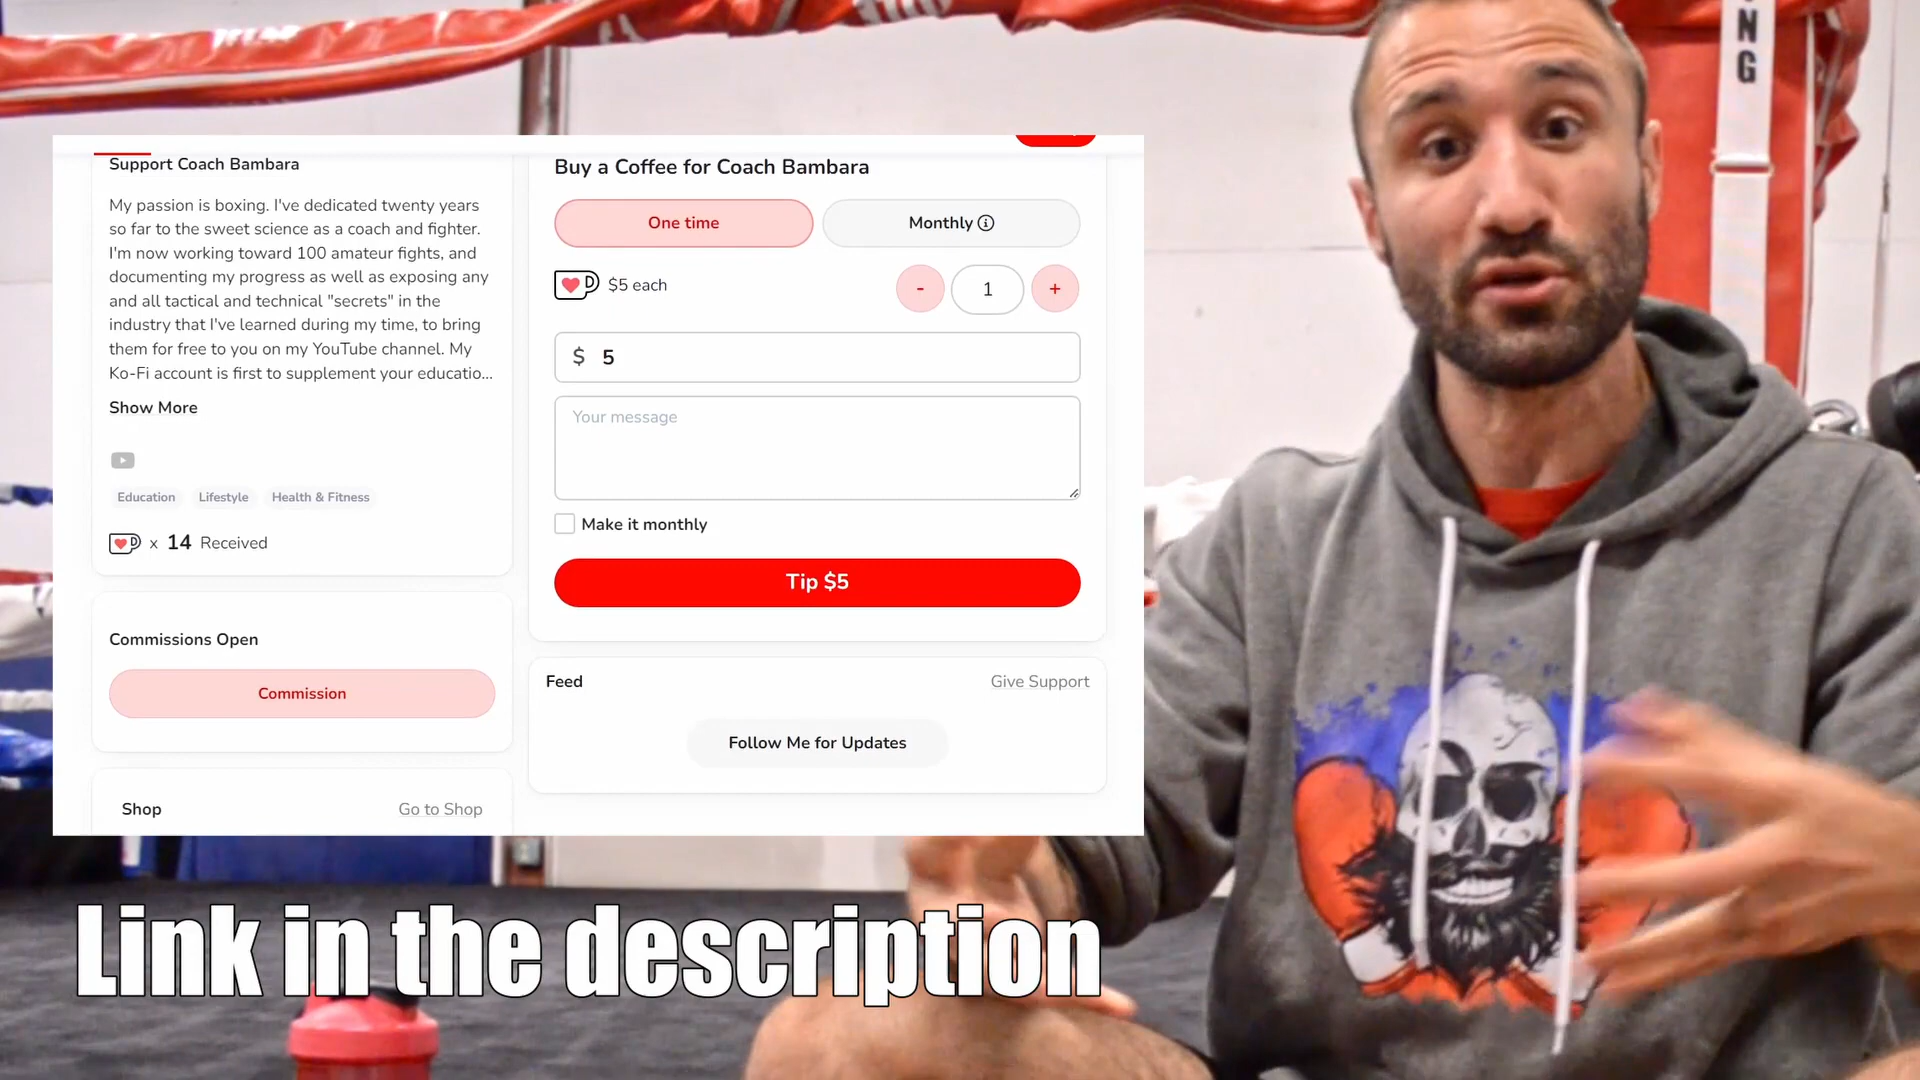 NG
Support Coach Bambara
My passion is boxing. I've dedicated twenty years
so far to the sweet science as a coach and fighter.
I'm now working toward 100 amateur fights, and
documenting my progress as well as exposing any
and all tactical and technical "secrets" in the
industry that I've learned during my time, to bring
them for free to you on my YouTube channel. My
Ko-Fi account is first to supplement your educatio...
Show More
Education Lifestyle Health & Fitness
x 14 Received
Commissions Open
Commission
Shop Go to Shop
Buy a Coffee for Coach Bambara
One time Monthly
$5 each - 1 +
$ 5
Your message
Make it monthly
Tip $5
Feed Give Support
Follow Me for Updates
Link in the description